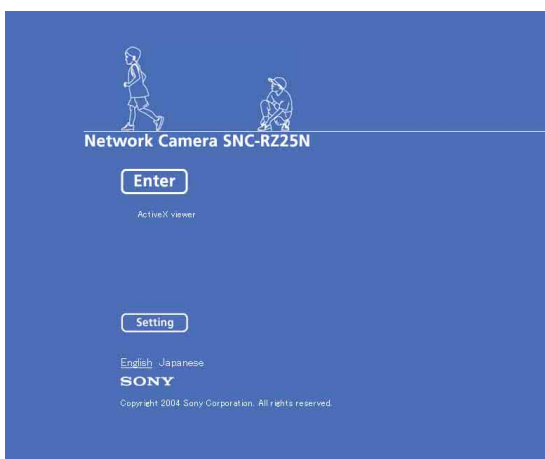 Network Camera SNC-RZ25N
Enter
ActiveX viewer
Setting
English Japanese
SONY
Copyright 2004 Sony Corporation. All rights reserved.